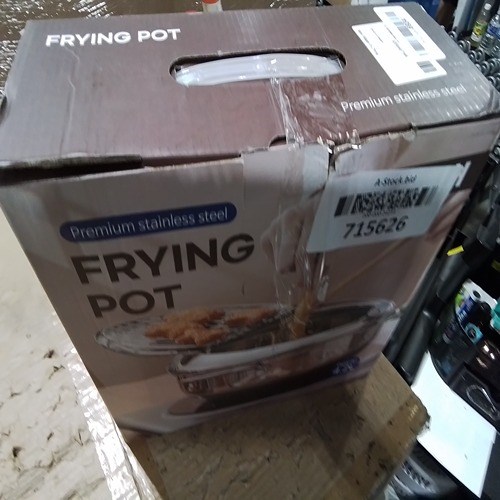 FRYING POT
Premium stainless steel
A-Stock.bid
715626
Premium stainless steel
FRYING
POT